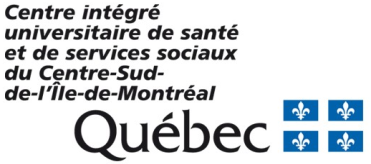 Centre intégré
universitaire de santé
et de services sociaux
du Centre-Sud-
de-l'Île-de-Montréal
Québec